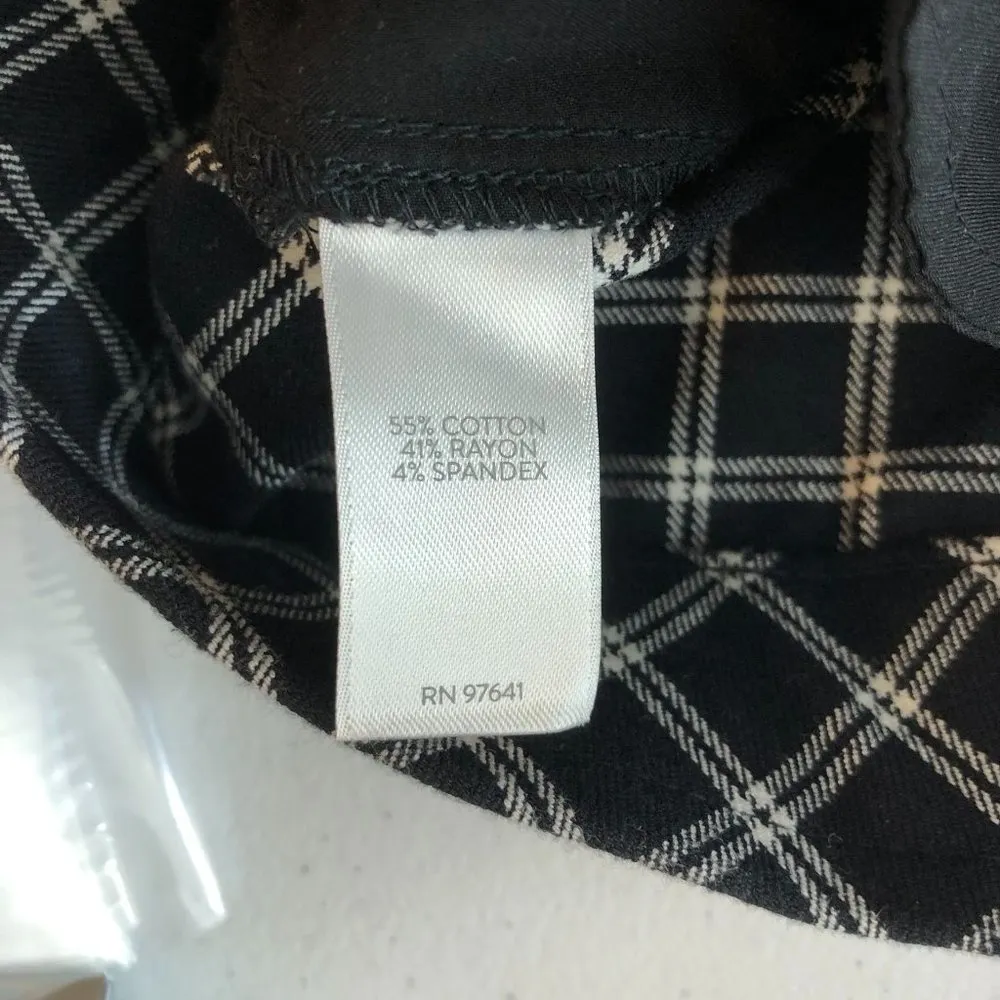 55% COTTON
41% RAYON
4% SPANDEX
RN 97641